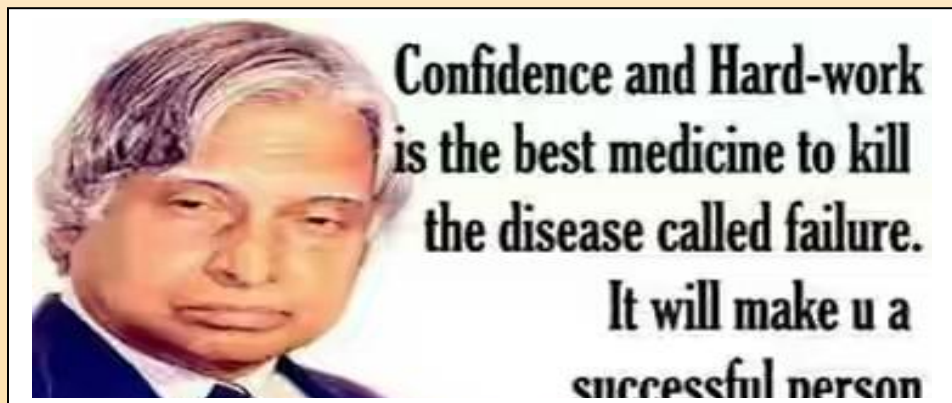 Confidence and Hard-work
is the best medicine to kill
the disease called failure.
It will make u a
successful person